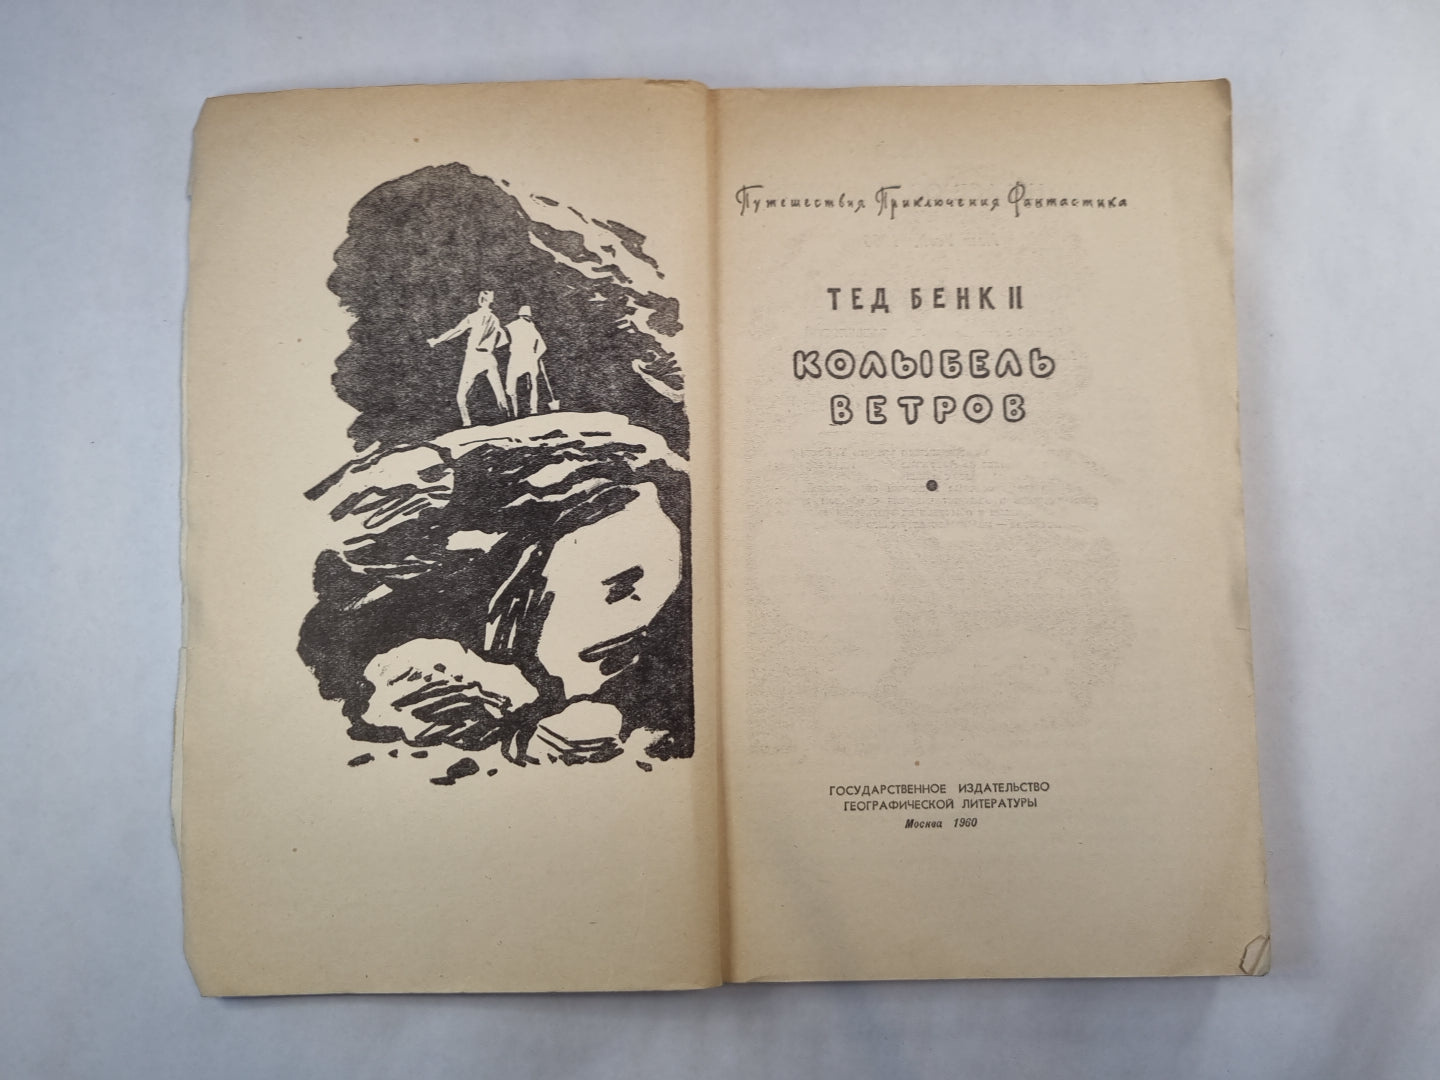 Путешествия Приключения Фантастика
ТЕД БЕНК II
КОЛЫБЕЛЬ
ВЕТРОВ
ГОСУДАРСТВЕННОЕ ИЗДАТЕЛЬСТВО
ГЕОГРАФИЧЕСКОЙ ЛИТЕРАТУРЫ
Москва 1960